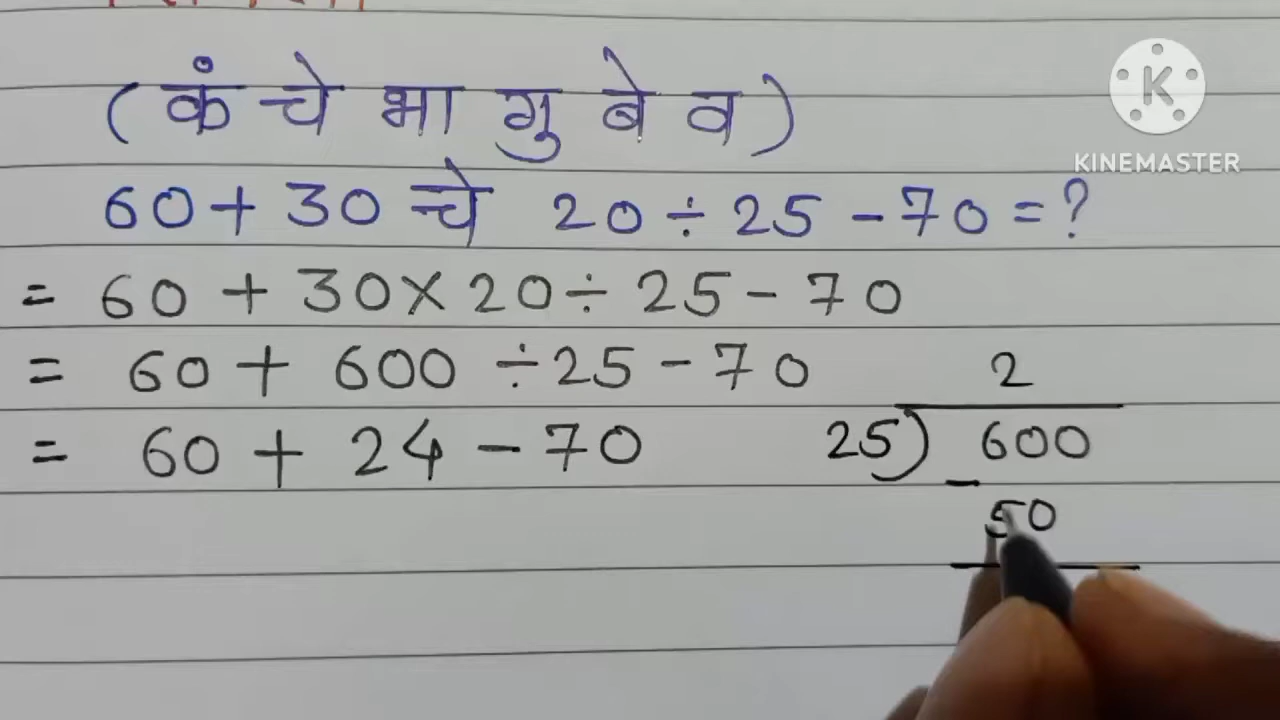 (कं चे भा गु बे व)
60 + 30 चे 20 ÷ 25 - 70 = ?
= 60 + 30 × 20 ÷ 25 - 70
= 60 + 600 ÷ 25 - 70
= 60 + 24 - 70
2
25) 600
- 50
K
KINEMASTER